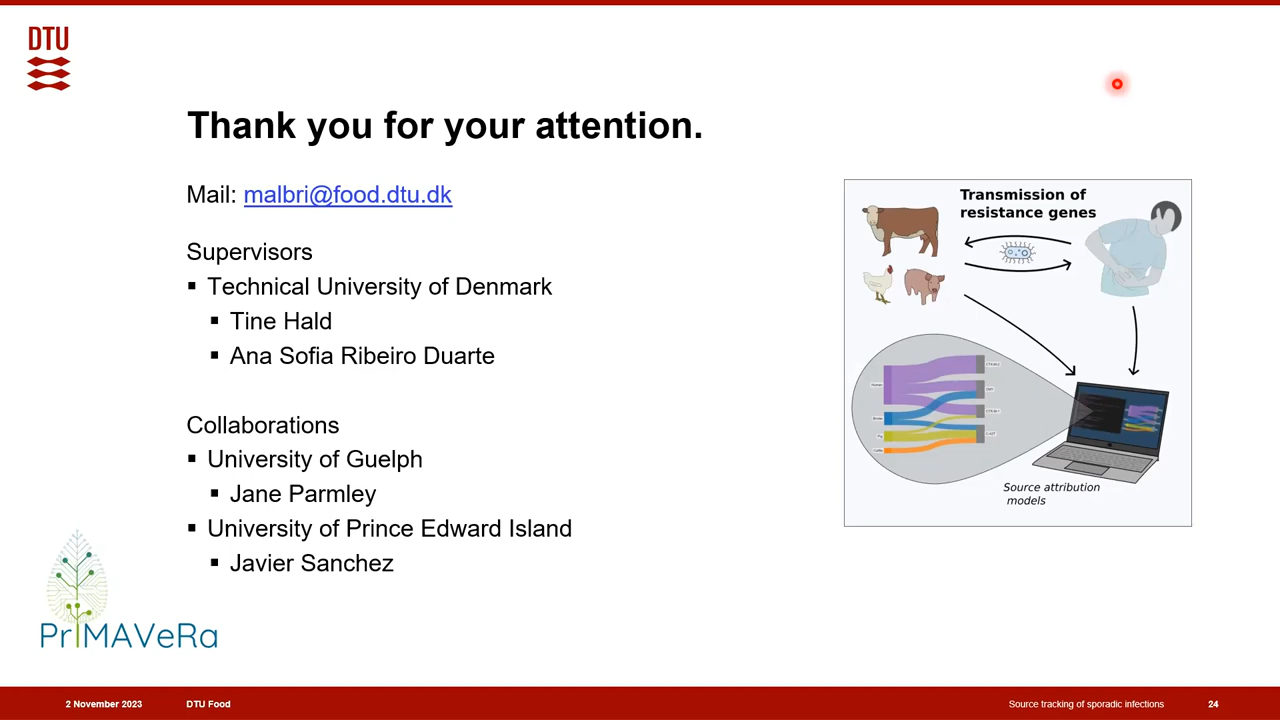 DTU
Thank you for your attention.
Mail: malbri@food.dtu.dk
Supervisors
▪ Technical University of Denmark
▪ Tine Hald
▪ Ana Sofia Ribeiro Duarte
Collaborations
▪ University of Guelph
▪ Jane Parmley
▪ University of Prince Edward Island
▪ Javier Sanchez
Transmission of
resistance genes
Human
Source attribution
models
PrIMAVeRa
2 November 2023
DTU Food
Source tracking of sporadic infections
24